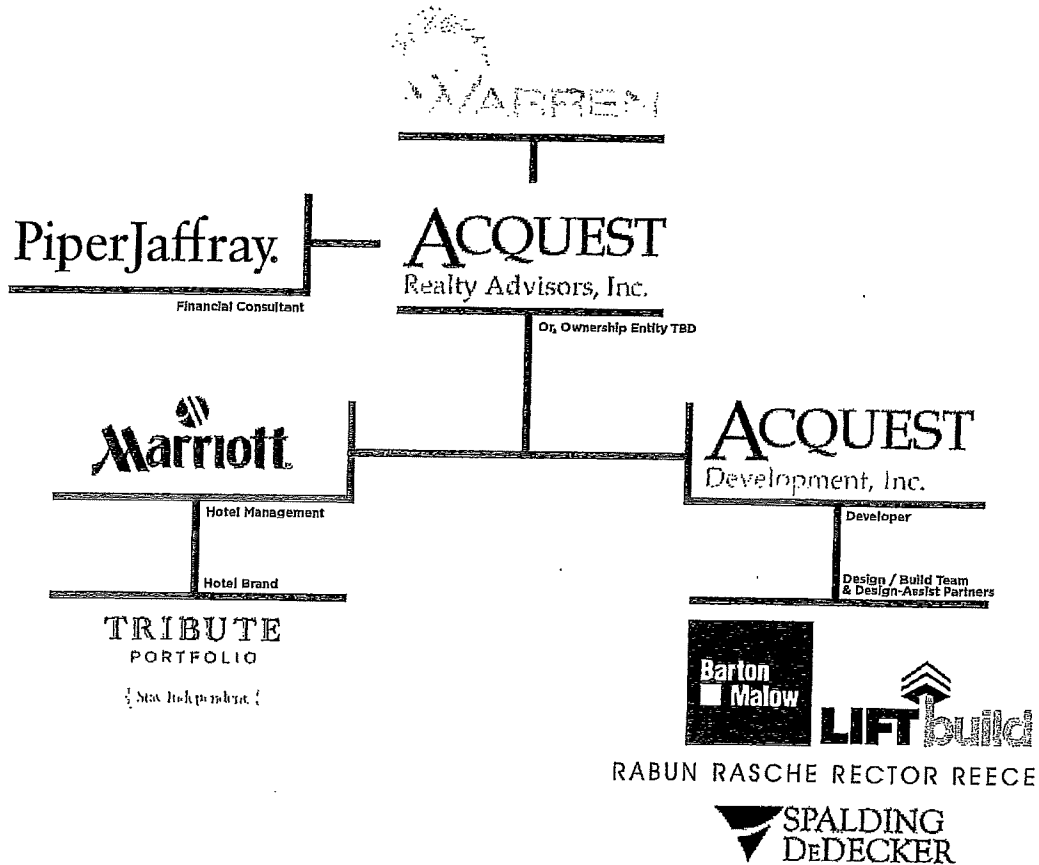 WARREN
PiperJaffray.
Financial Consultant
ACQUEST
Realty Advisors, Inc.
Or, Ownership Entity TBD
Marriott
Hotel Management
Hotel Brand
TRIBUTE
PORTFOLIO
Stay Independent.
ACQUEST
Development, Inc.
Developer
Design / Build Team
& Design-Assist Partners
Barton
Malow
LIFTbuild
RABUN RASCHE RECTOR REECE
SPALDING
DEDECKER